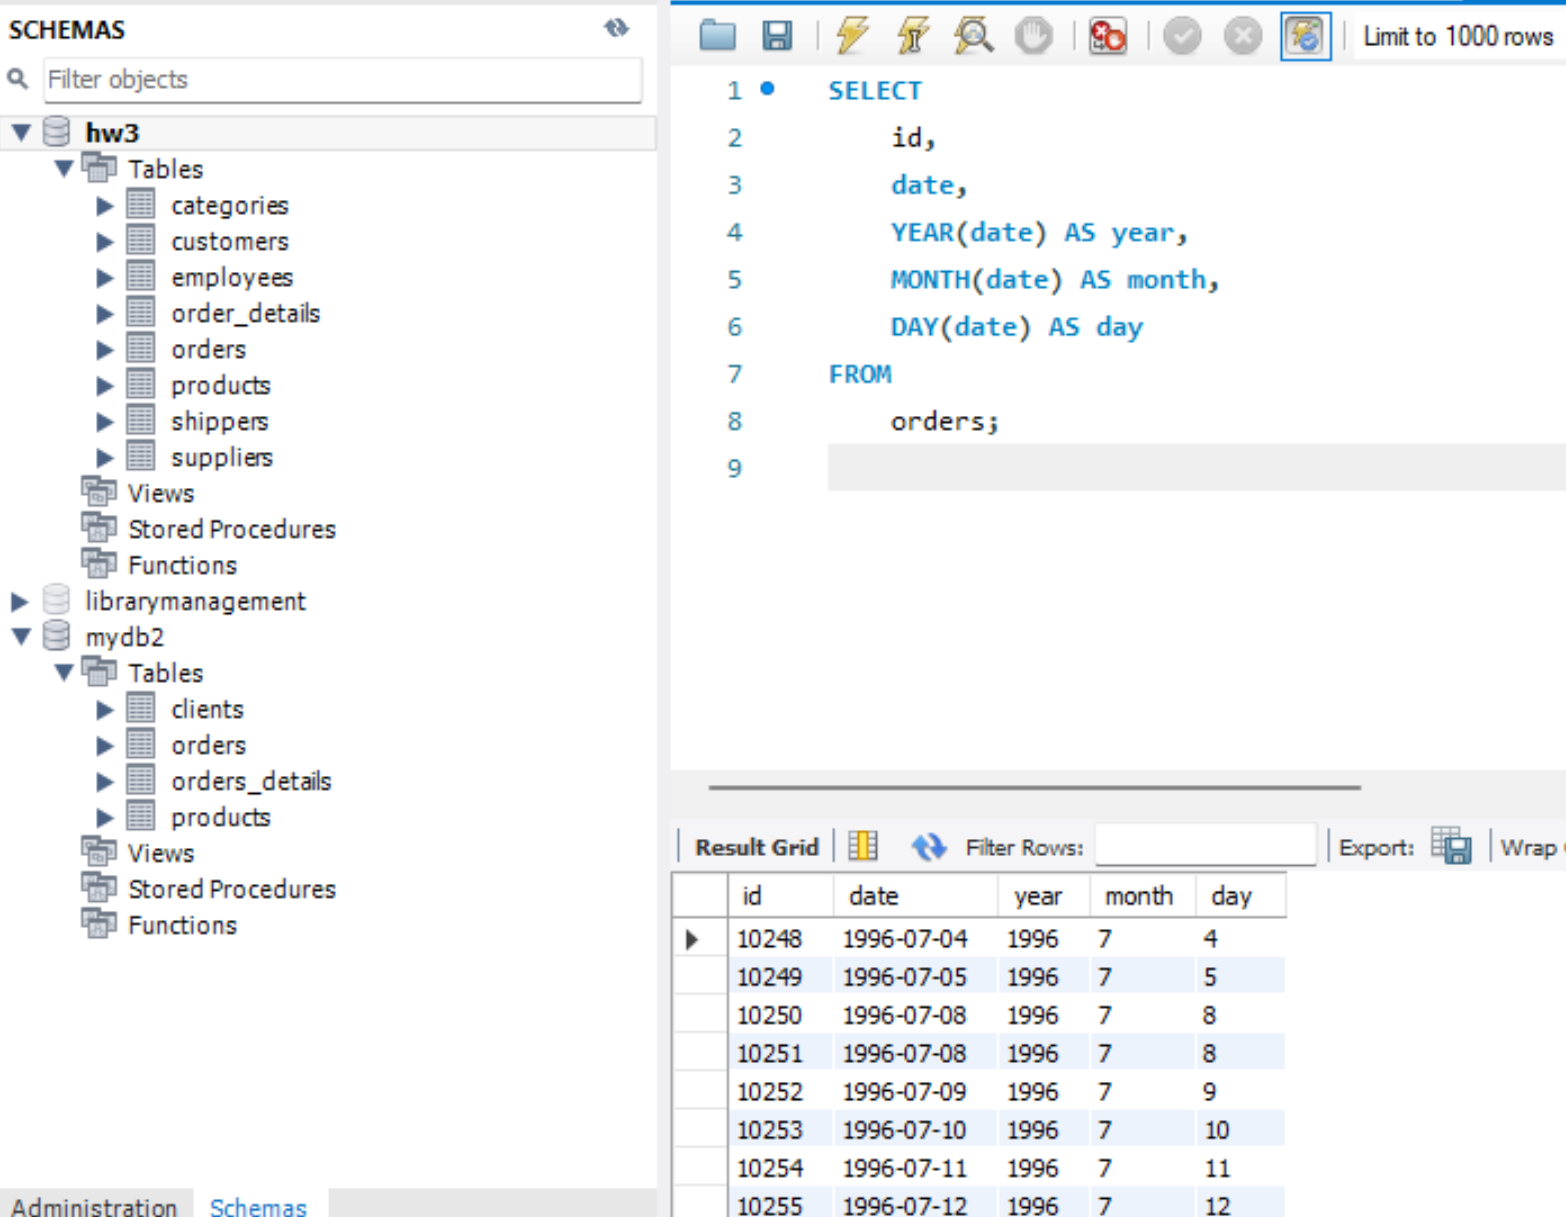 SCHEMAS
Filter objects
hw3
Tables
categories
customers
employees
order_details
orders
products
shippers
suppliers
Views
Stored Procedures
Functions
librarymanagement
mydb2
Tables
clients
orders
orders_details
products
Views
Stored Procedures
Functions
Administration Schemas
Limit to 1000 rows
1 SELECT
2 id,
3 date,
4 YEAR(date) AS year,
5 MONTH(date) AS month,
6 DAY(date) AS day
7 FROM
8 orders;
9
Result Grid Filter Rows: Export: Wrap
id date year month day
10248 1996-07-04 1996 7 4
10249 1996-07-05 1996 7 5
10250 1996-07-08 1996 7 8
10251 1996-07-08 1996 7 8
10252 1996-07-09 1996 7 9
10253 1996-07-10 1996 7 10
10254 1996-07-11 1996 7 11
10255 1996-07-12 1996 7 12